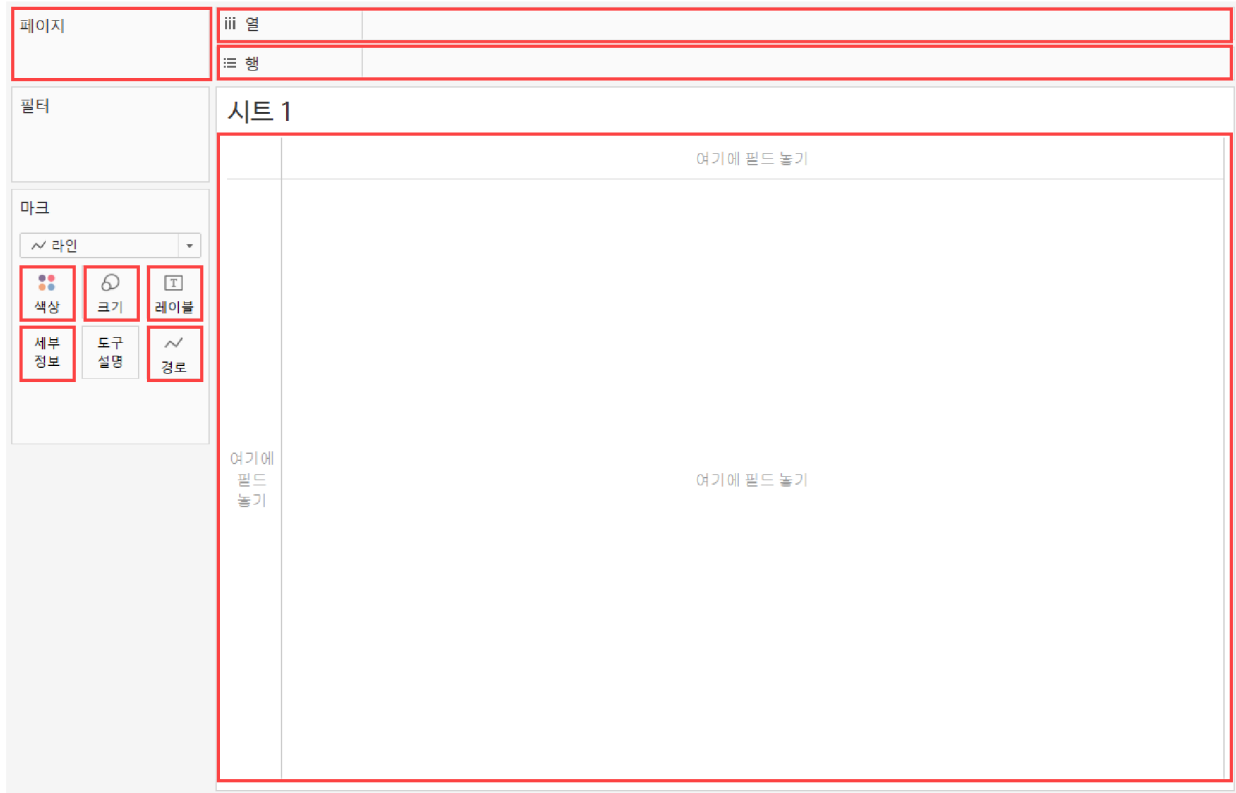 페이지
iii 열
행
필터
시트 1
여기에 필드 놓기
마크
라인
색상
크기
T
레이블
세부
정보
도구
설명
경로
여기에
필드
놓기
여기에 필드 놓기